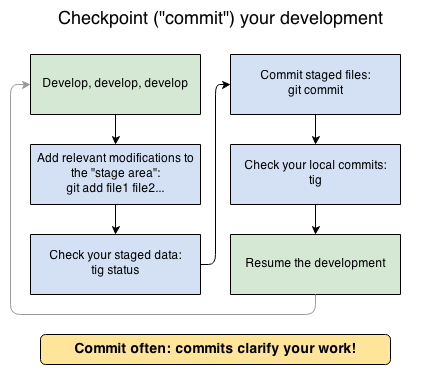 Checkpoint ("commit") your development
Develop, develop, develop
Add relevant modifications to
the "stage area":
git add file1 file2...
Check your staged data:
tig status
Commit staged files:
git commit
Check your local commits:
tig
Resume the development
Commit often: commits clarify your work!